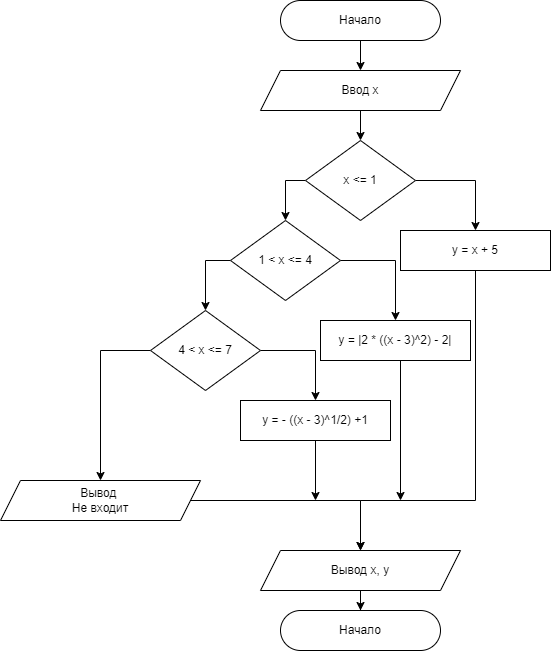 Начало
Ввод x
x <= 1
1 < x <= 4
y = x + 5
4 < x <= 7
y = |2 * ((x - 3)^2) - 2|
y = - ((x - 3)^1/2) +1
Вывод
Не входит
Вывод x, y
Начало